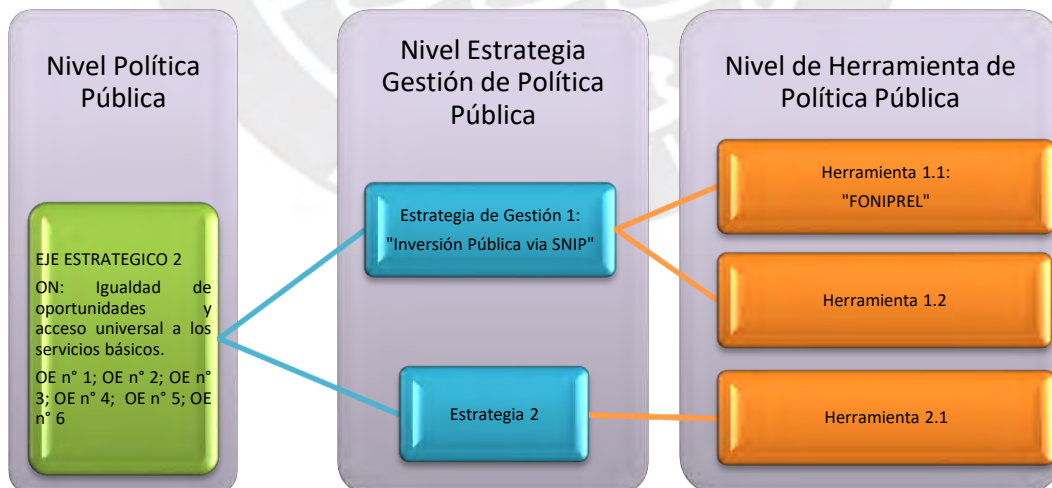 Nivel Política
Pública
EJE ESTRATEGICO 2
ON: Igualdad de
oportunidades y
acceso universal a los
servicios básicos.
OE n° 1; OE n° 2; OE n°
3; OE n° 4; OE n° 5; OE
n° 6
Nivel Estrategia
Gestión de Política
Pública
Estrategia de Gestión 1:
"Inversión Pública via SNIP"
Estrategia 2
Nivel de Herramienta de
Política Pública
Herramienta 1.1:
"FONIPREL"
Herramienta 1.2
Herramienta 2.1